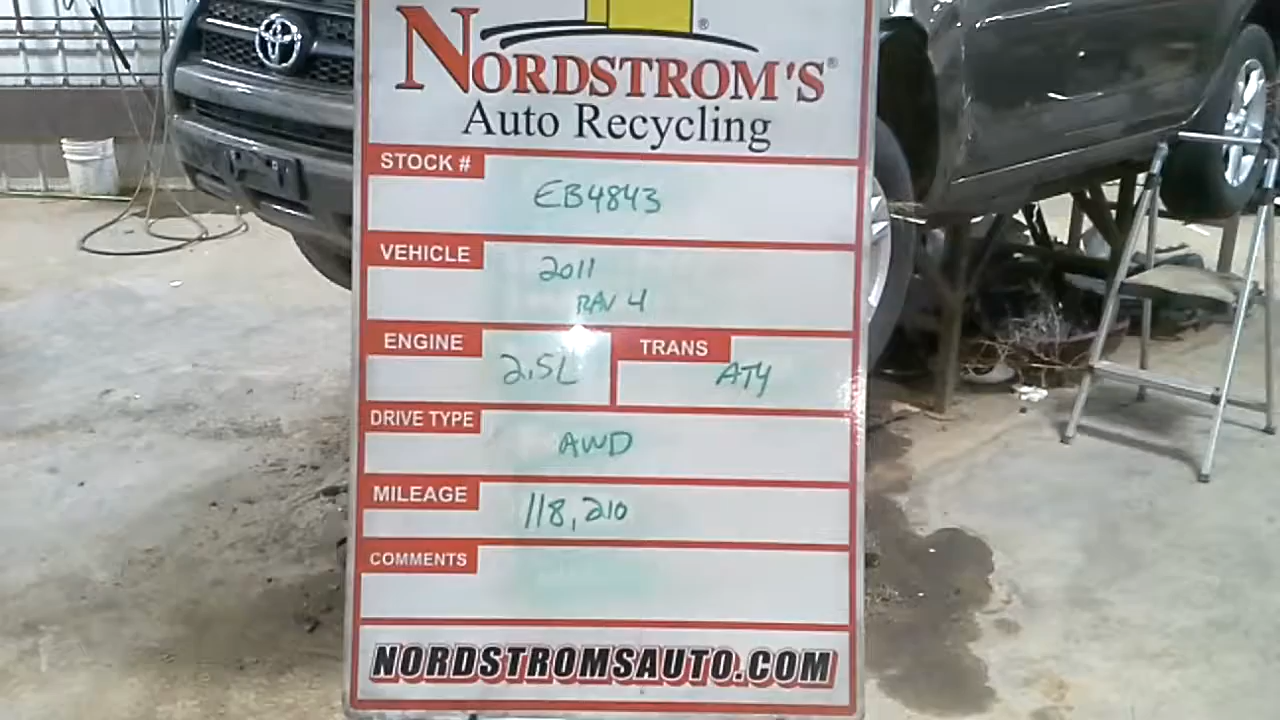 NORDSTROM'S®
Auto Recycling
STOCK #
EB4843
VEHICLE
2011
RAV 4
ENGINE
2.5L
TRANS
AT4
DRIVE TYPE
AWD
MILEAGE
118,210
COMMENTS
NORDSTROMSAUTO.COM